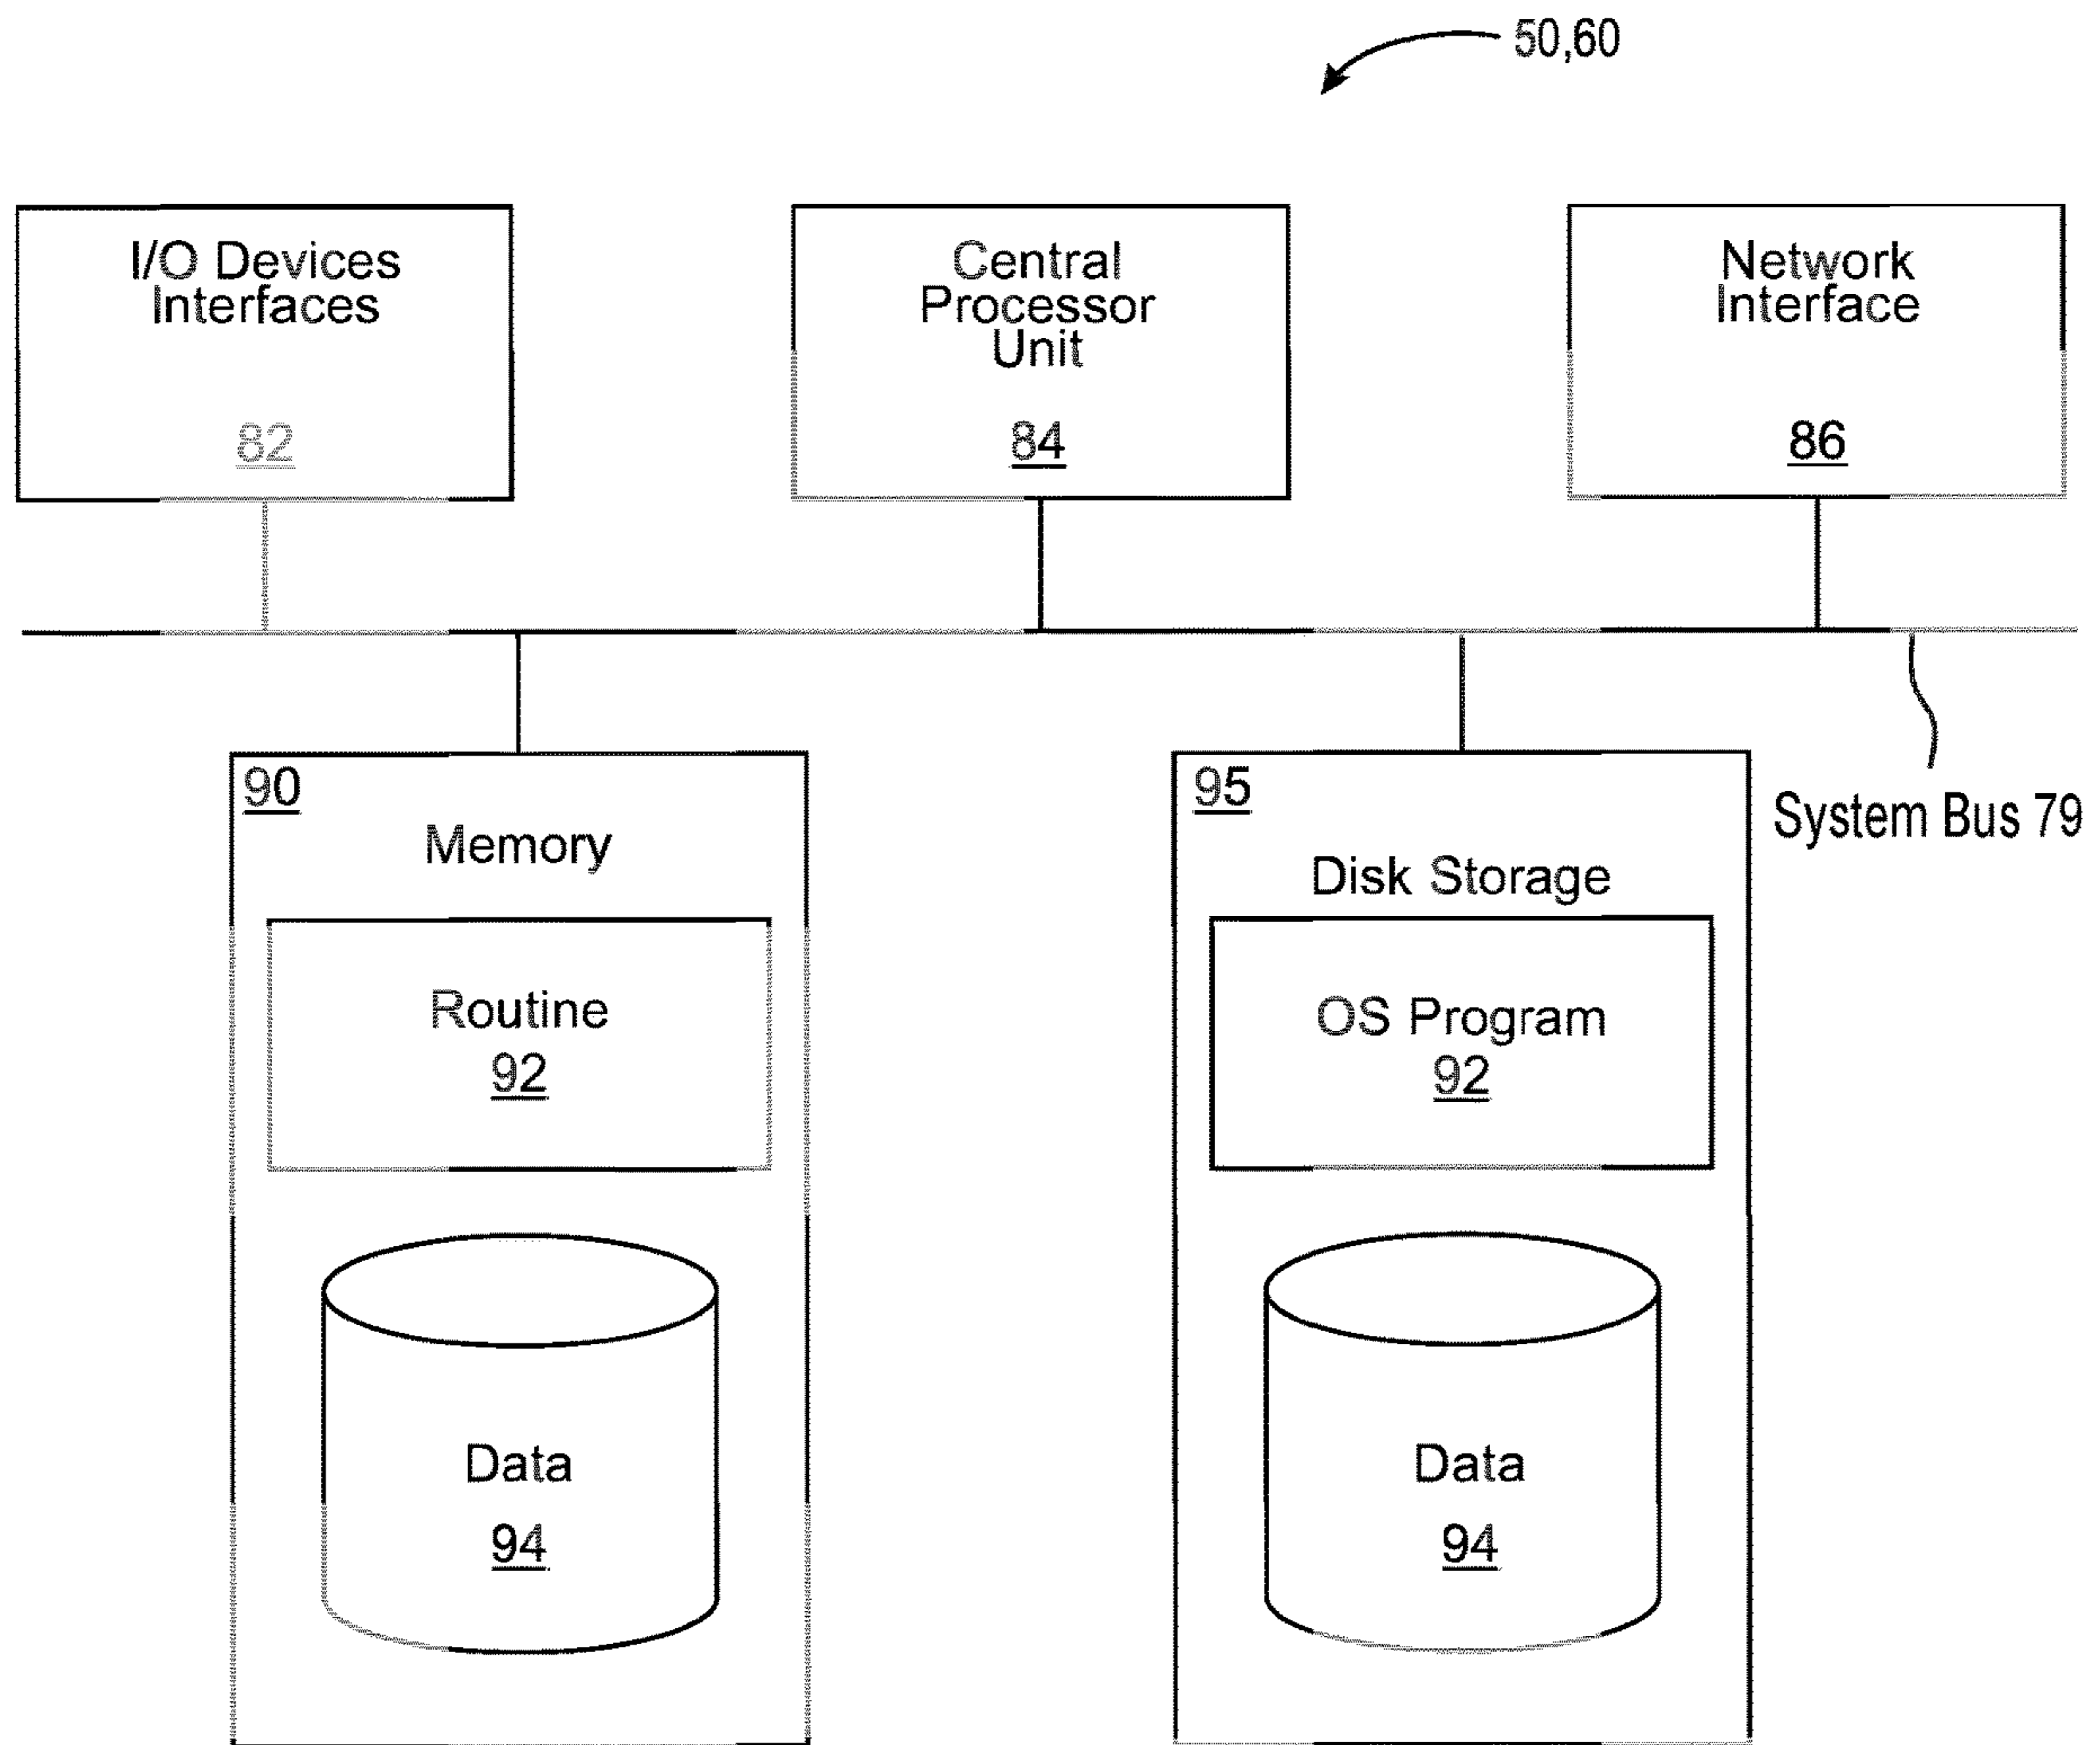 50,60
I/O Devices
Interfaces
82
Central
Processor
Unit
84
Network
Interface
86
System Bus 79
90
Memory
Routine
92
Data
94
95
Disk Storage
OS Program
92
Data
94